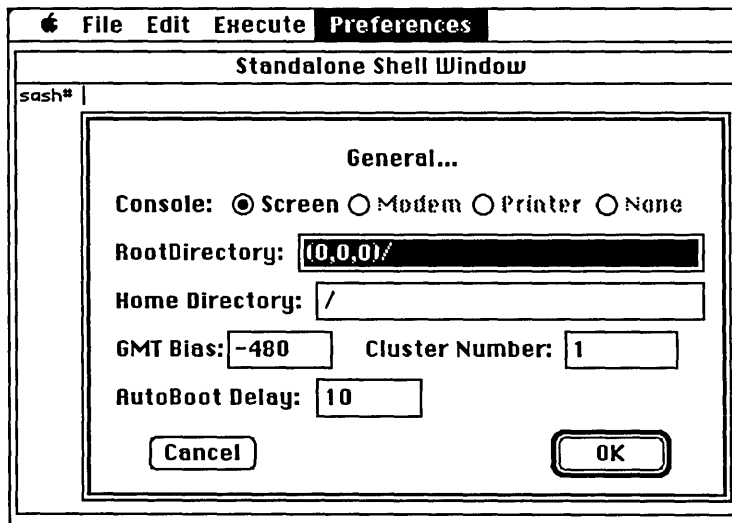 File Edit Execute Preferences
Standalone Shell Window
sash#
General...
Console: Screen Modem Printer None
RootDirectory: (0,0,0)/
Home Directory: /
GMT Bias: -480 Cluster Number: 1
AutoBoot Delay: 10
Cancel OK